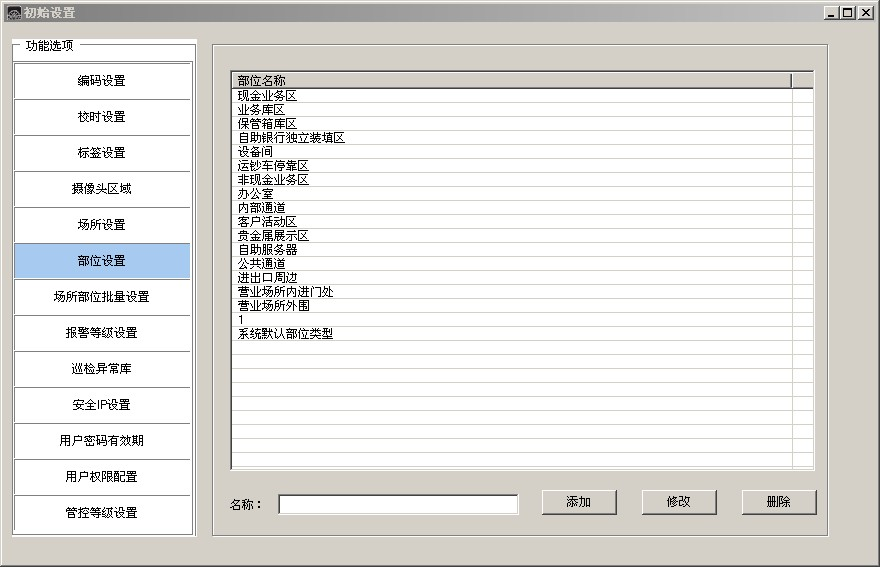 初始设置
功能选项
编码设置
校时设置
标签设置
摄像头区域
场所设置
部位设置
场所部位批量设置
报警等级设置
巡检异常库
安全IP设置
用户密码有效期
用户权限配置
管控等级设置
部位名称
现金业务区
业务库区
保管箱库区
自助银行独立装填区
设备间
运钞车停靠区
非现金业务区
办公室
内部通道
客户活动区
贵金属展示区
自助服务器
公共通道
进出口周边
营业场所内进门处
营业场所外围
1
系统默认部位类型
名称：
添加
修改
删除